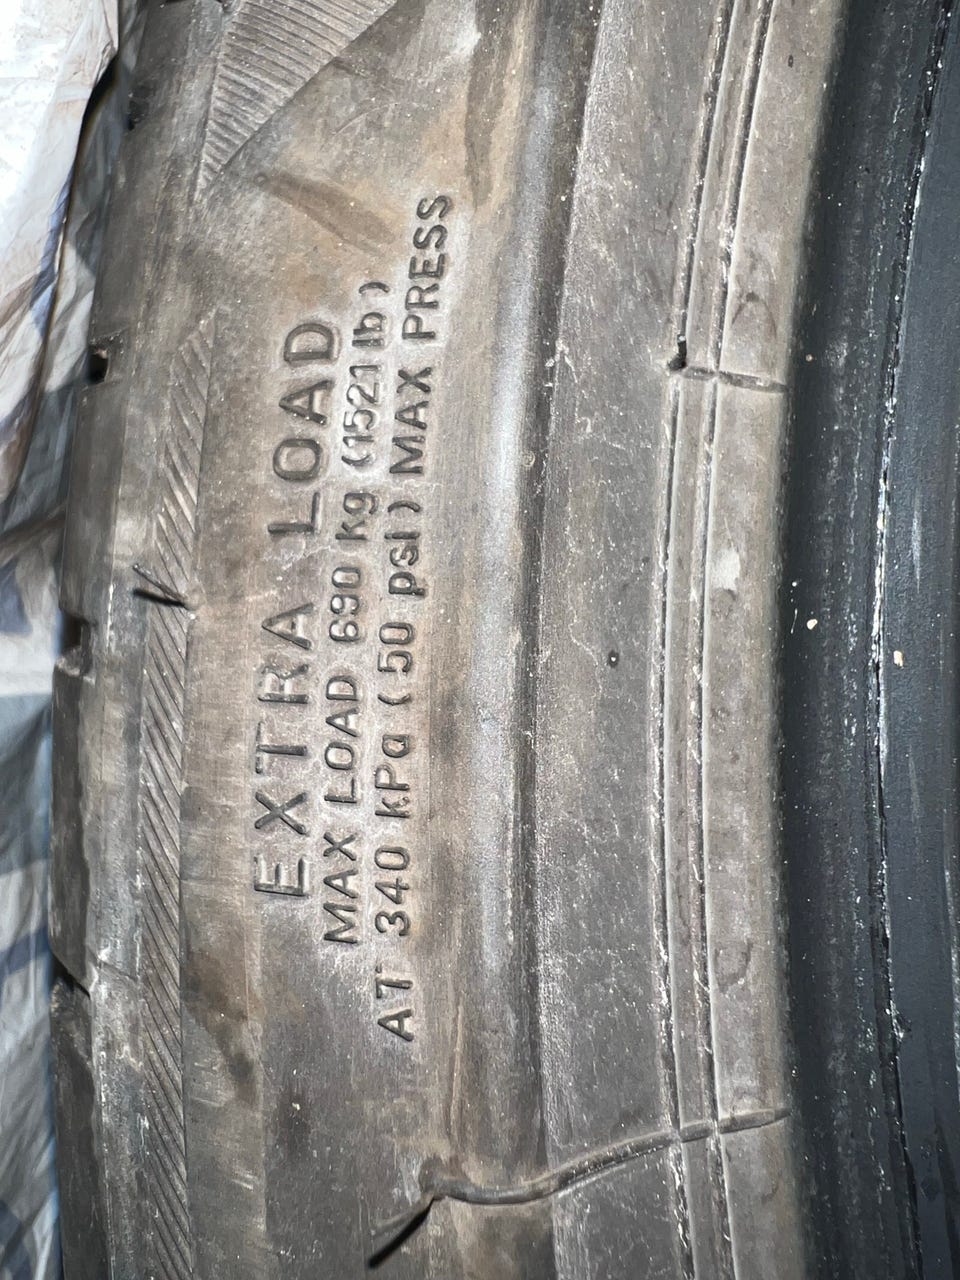 EXTRA LOAD
MAX LOAD 690 kg (1521 lb)
AT 340 kPa (50 psi) MAX PRESS